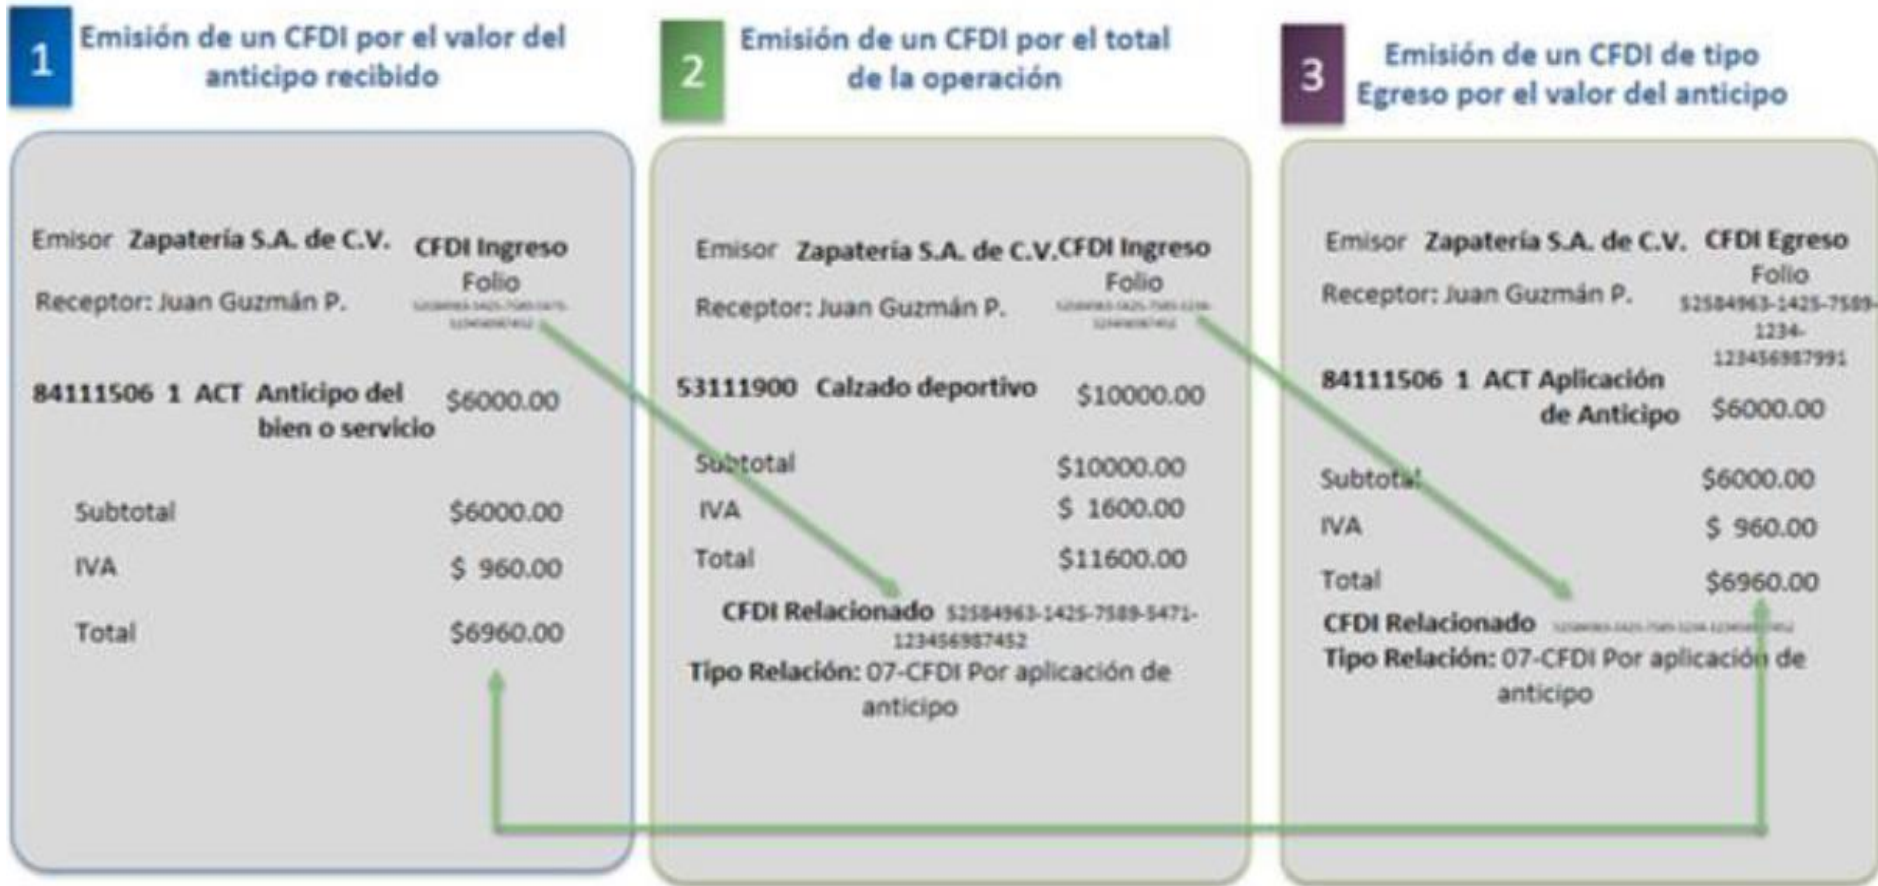 1
Emisión de un CFDI por el valor del
anticipo recibido
Emisor Zapatería S.A. de C.V. CFDI Ingreso
Folio
Receptor: Juan Guzmán P.
84111506 1 ACT Anticipo del
bien o servicio
$6000.00
Subtotal $6000.00
IVA $ 960.00
Total $6960.00
2
Emisión de un CFDI por el total
de la operación
Emisor Zapatería S.A. de C.V. CFDI Ingreso
Folio
Receptor: Juan Guzmán P.
53111900 Calzado deportivo $10000.00
Subtotal $10000.00
IVA $ 1600.00
Total $11600.00
CFDI Relacionado 52584963-1425-7589-5471-
123456987452
Tipo Relación: 07-CFDI Por aplicación de
anticipo
3
Emisión de un CFDI de tipo
Egreso por el valor del anticipo
Emisor Zapatería S.A. de C.V. CFDI Egreso
Folio
Receptor: Juan Guzmán P.
52584963-1425-7589-
1234-
123456987991
84111506 1 ACT Aplicación
de Anticipo
$6000.00
Subtotal $6000.00
IVA $ 960.00
Total $6960.00
CFDI Relacionado
Tipo Relación: 07-CFDI Por aplicación de
anticipo